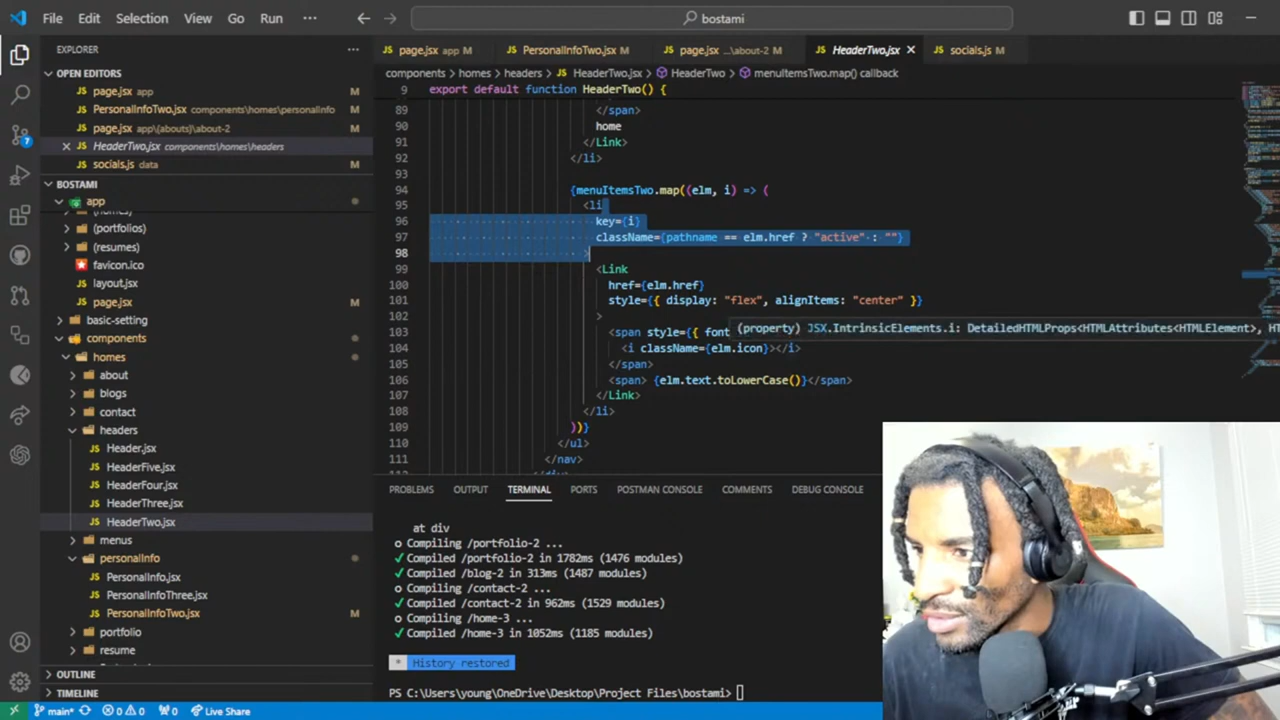 File Edit Selection View Go Run ··· bostami
EXPLORER ···
OPEN EDITORS
page.jsx app M
PersonalInfoTwo.jsx components\homes\personalInfo M
page.jsx app\(abouts)\about-2 M
HeaderTwo.jsx components\homes\headers
socials.js data M
BOSTAMI
app
(homes)
(portfolios)
(resumes)
favicon.ico
layout.jsx
page.jsx M
basic-setting
components
homes
about
blogs
contact
headers
Header.jsx
HeaderFive.jsx
HeaderFour.jsx
HeaderThree.jsx
HeaderTwo.jsx
menus
personalInfo
PersonalInfo.jsx
PersonalInfoThree.jsx
PersonalInfoTwo.jsx M
portfolio
resume
OUTLINE
TIMELINE
page.jsx app M PersonalInfoTwo.jsx M page.jsx ...\about-2 M HeaderTwo.jsx socials.js M
components > homes > headers > HeaderTwo.jsx > HeaderTwo > menuItemsTwo.map() callback
9 export default function HeaderTwo() {
89 </span>
90 home
91 </Link>
92 </li>
93
94 {menuItemsTwo.map((elm, i) => (
95 <li
96 key={i}
97 className={pathname == elm.href ? "active" : ""}
98 >
99 <Link
100 href={elm.href}
101 style={{ display: "flex", alignItems: "center" }}
102 >
103 <span style={{ font (property) JSX.IntrinsicElements.i: DetailedHTMLProps<HTMLAttributes<HTMLElement>, HT
104 <i className={elm.icon}></i>
105 </span>
106 <span> {elm.text.toLowerCase()}</span>
107 </Link>
108 </li>
109 ))}
110 </ul>
111 </nav>
PROBLEMS OUTPUT TERMINAL PORTS POSTMAN CONSOLE COMMENTS DEBUG CONSOLE
at div
Compiling /portfolio-2 ...
✓ Compiled /portfolio-2 in 1782ms (1476 modules)
✓ Compiled /blog-2 in 313ms (1487 modules)
Compiling /contact-2 ...
✓ Compiled /contact-2 in 962ms (1529 modules)
Compiling /home-3 ...
✓ Compiled /home-3 in 1052ms (1185 modules)
* History restored
PS C:\Users\young\OneDrive\Desktop\Project Files\bostami>
main* 0 0 0 Live Share